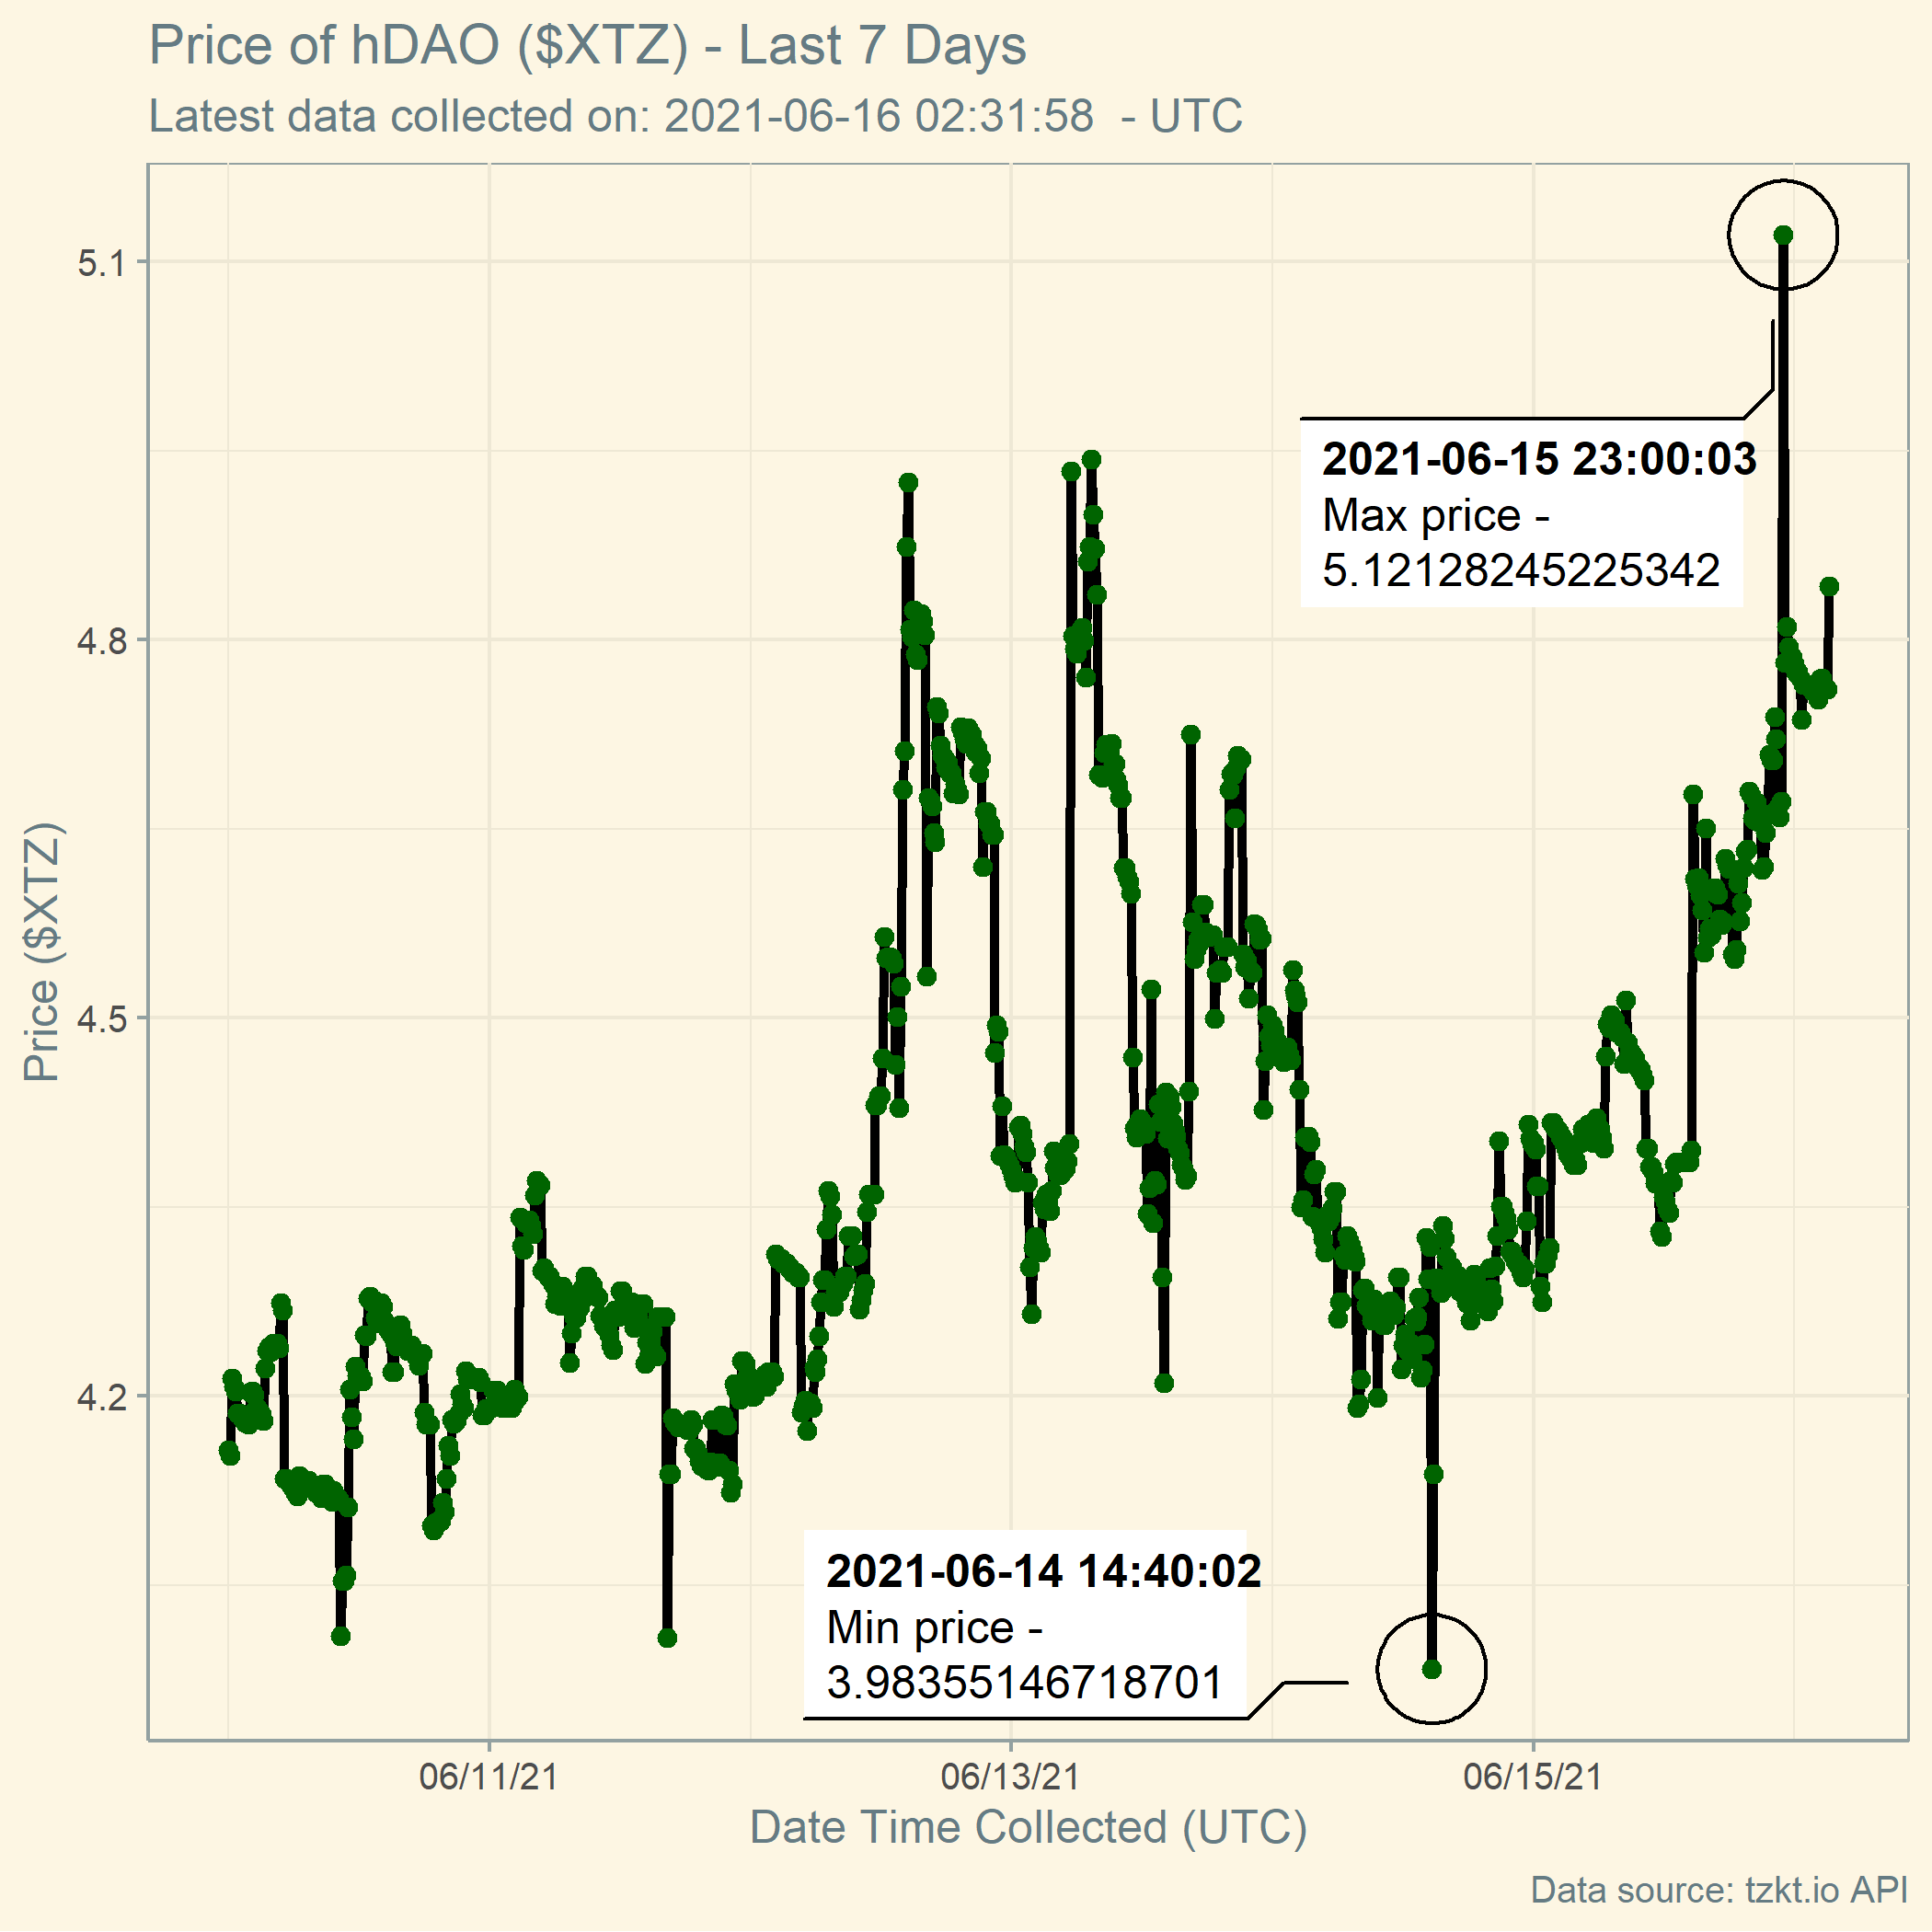 Price of hDAO ($XTZ) - Last 7 Days
Latest data collected on: 2021-06-16 02:31:58  - UTC
5.1
4.8
4.5
4.2
Price ($XTZ)
2021-06-15 23:00:03
Max price -
5.12128245225342
2021-06-14 14:40:02
Min price -
3.98355146718701
06/11/21
06/13/21
06/15/21
Date Time Collected (UTC)
Data source: tzkt.io API